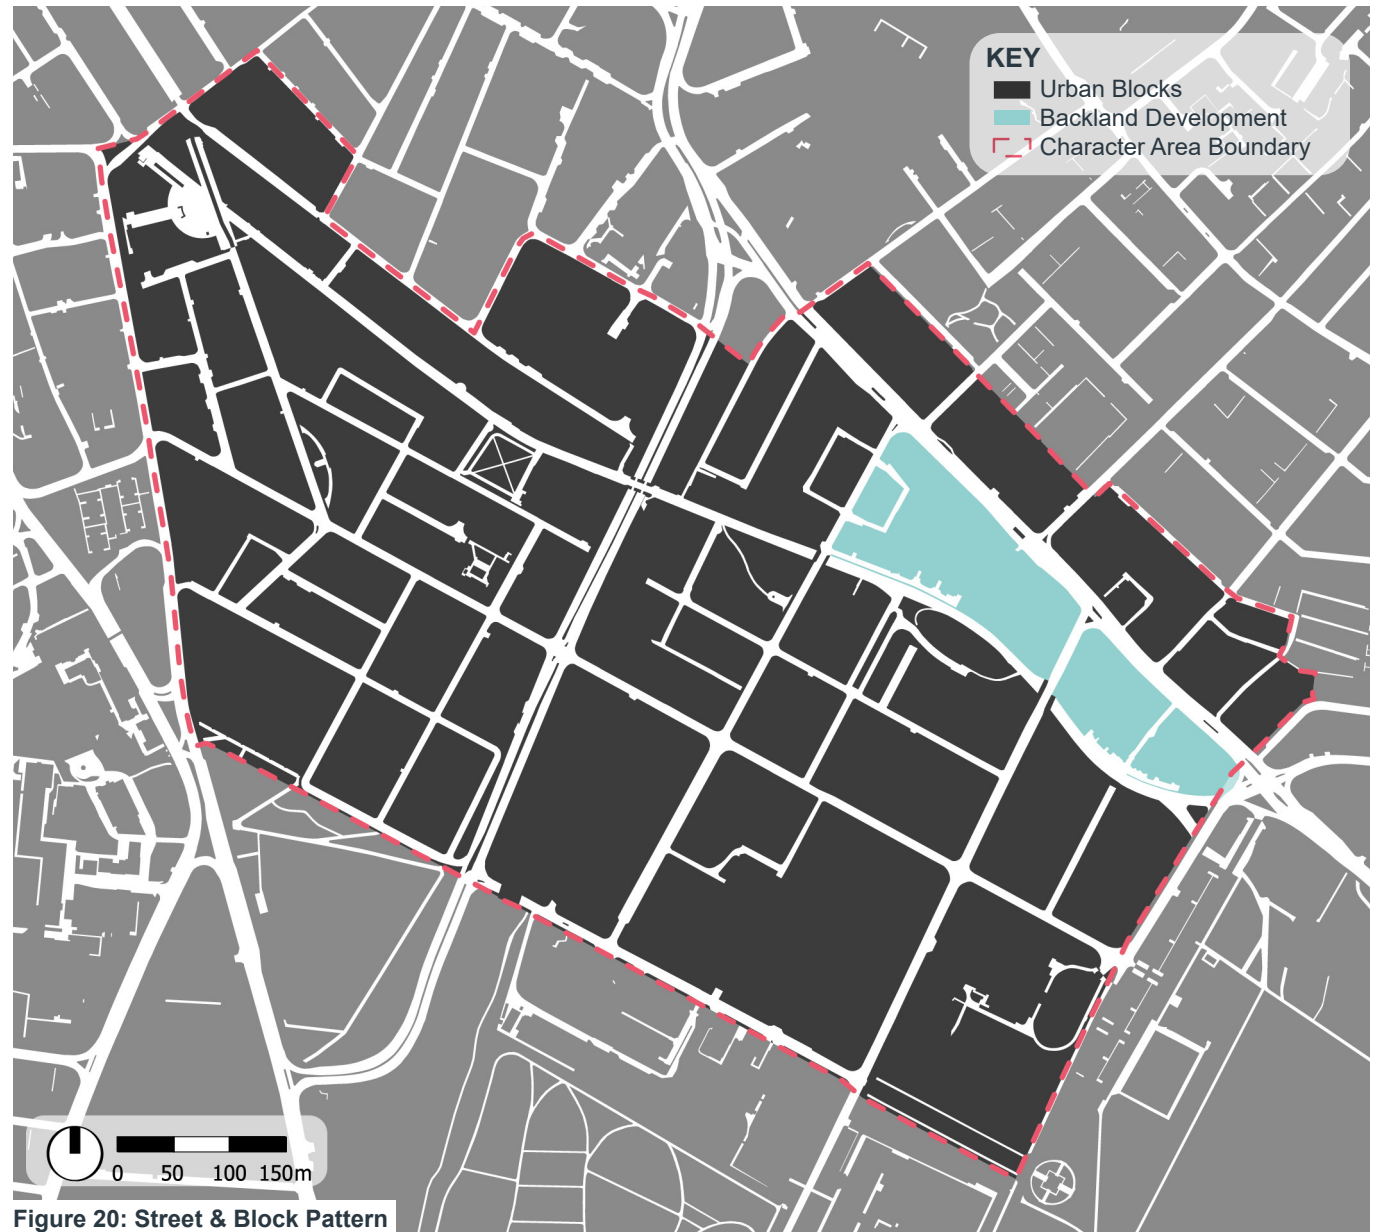 KEY
Urban Blocks
Backland Development
Character Area Boundary
0 50 100 150m
Figure 20: Street & Block Pattern